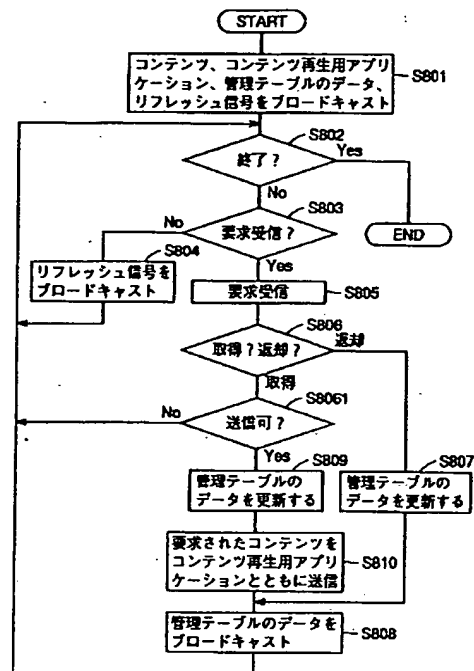 START
コンテンツ、コンテンツ再生用アプリ
ケーション、管理テーブルのデータ、
リフレッシュ信号をブロードキャスト
S801
S802
終了?
Yes
No
END
S803
要求受信?
No
Yes
S804
リフレッシュ信号を
ブロードキャスト
要求受信
S805
S806
取得?返却?
返却
取得
S8061
送信可?
No
Yes
S809
管理テーブルの
データを更新する
S807
管理テーブルの
データを更新する
要求されたコンテンツを
コンテンツ再生用アプリ
ケーションとともに送信
S810
管理テーブルのデータを
ブロードキャスト
S808